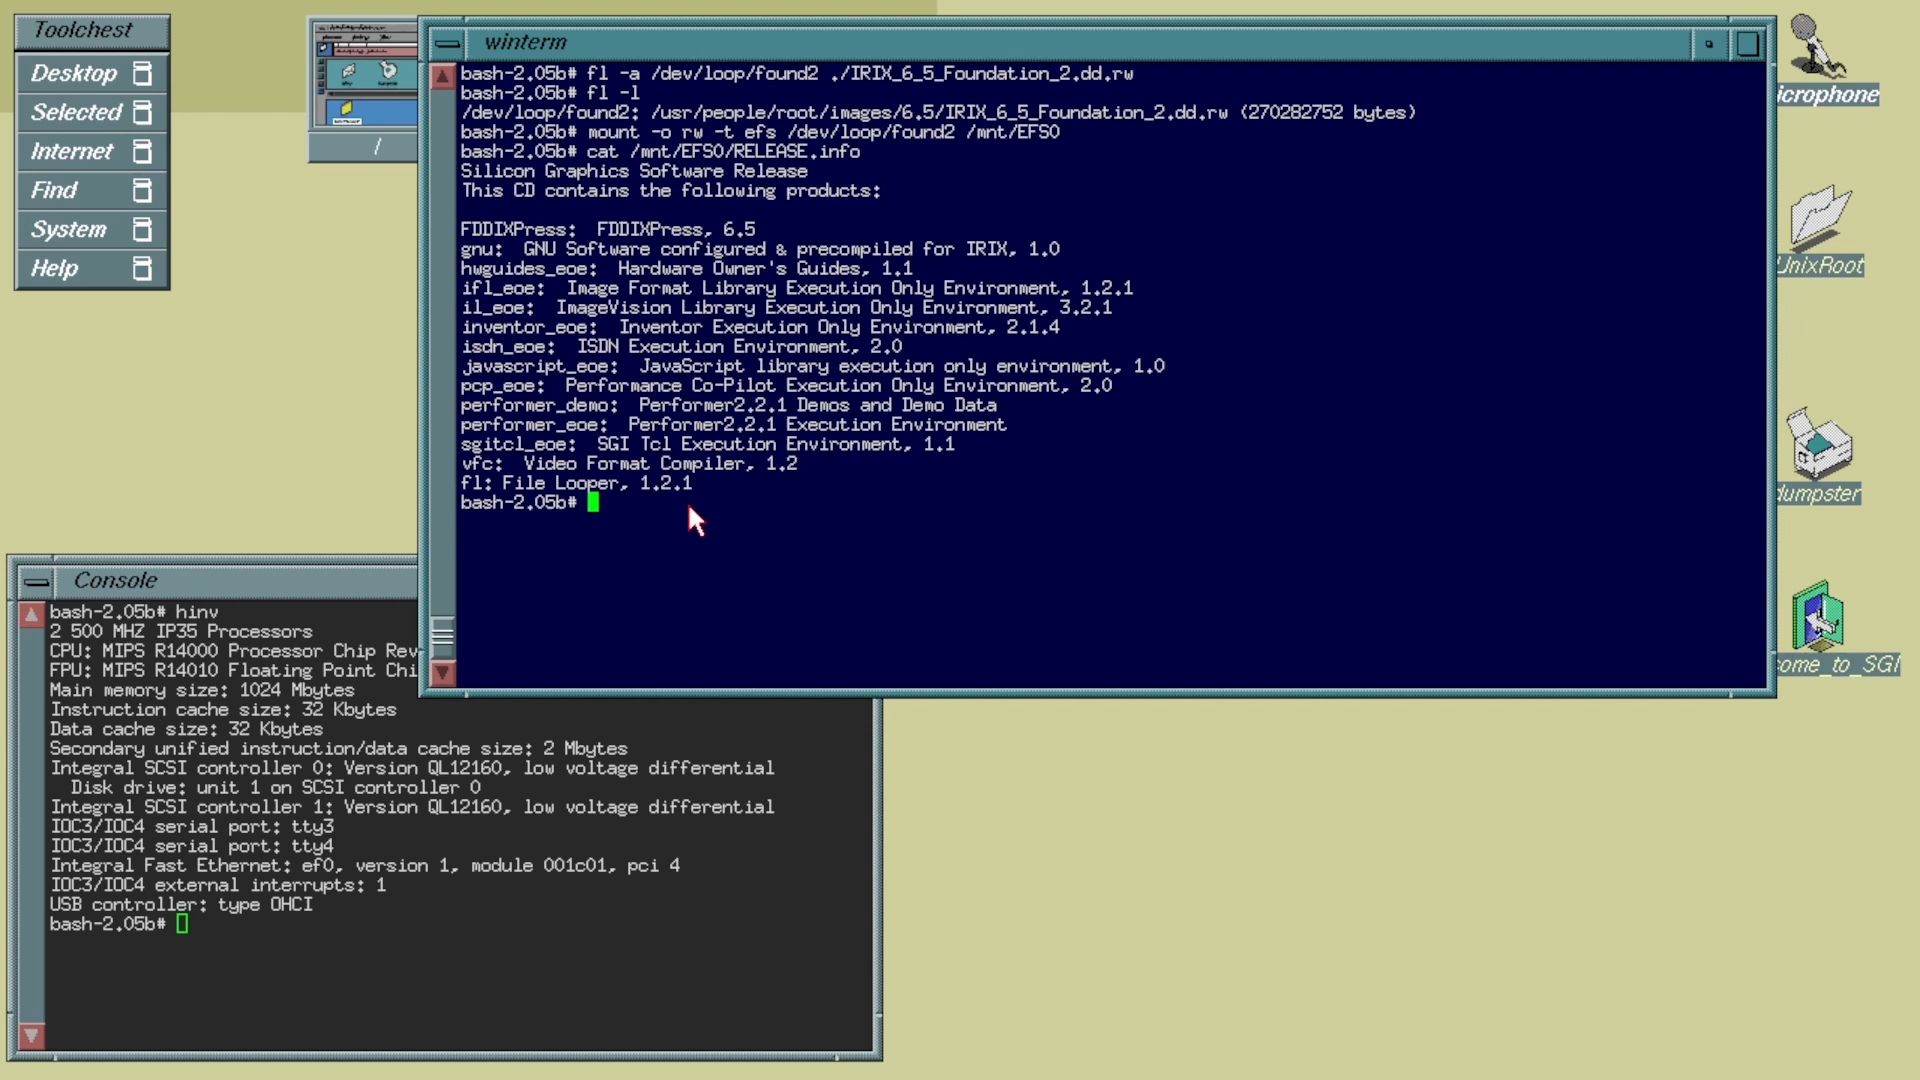 Toolchest
Desktop
Selected
Internet
Find
System
Help
/
winterm
bash-2.05b# fl -a /dev/loop/found2 ./IRIX_6_5_Foundation_2.dd.rw
bash-2.05b# fl -l
/dev/loop/found2: /usr/people/root/images/6.5/IRIX_6_5_Foundation_2.dd.rw (270282752 bytes)
bash-2.05b# mount -o rw -t efs /dev/loop/found2 /mnt/EFS0
bash-2.05b# cat /mnt/EFS0/RELEASE.info
Silicon Graphics Software Release
This CD contains the following products:
FDDIXPress:  FDDIXPress, 6.5
gnu:  GNU Software configured & precompiled for IRIX, 1.0
hwguides_eoe:  Hardware Owner's Guides, 1.1
ifl_eoe:  Image Format Library Execution Only Environment, 1.2.1
il_eoe:  ImageVision Library Execution Only Environment, 3.2.1
inventor_eoe:  Inventor Execution Only Environment, 2.1.4
isdn_eoe:  ISDN Execution Environment, 2.0
javascript_eoe:  JavaScript library execution only environment, 1.0
pcp_eoe:  Performance Co-Pilot Execution Only Environment, 2.0
performer_demo:  Performer2.2.1 Demos and Demo Data
performer_eoe:  Performer2.2.1 Execution Environment
sgitcl_eoe:  SGI Tcl Execution Environment, 1.1
vfc:  Video Format Compiler, 1.2
fl: File Looper, 1.2.1
bash-2.05b#
icrophone
UnixRoot
dumpster
come_to_SGI
Console
bash-2.05b# hinv
2 500 MHZ IP35 Processors
CPU: MIPS R14000 Processor Chip Rev
FPU: MIPS R14010 Floating Point Chi
Main memory size: 1024 Mbytes
Instruction cache size: 32 Kbytes
Data cache size: 32 Kbytes
Secondary unified instruction/data cache size: 2 Mbytes
Integral SCSI controller 0: Version QL12160, low voltage differential
  Disk drive: unit 1 on SCSI controller 0
Integral SCSI controller 1: Version QL12160, low voltage differential
IOC3/IOC4 serial port: tty3
IOC3/IOC4 serial port: tty4
Integral Fast Ethernet: ef0, version 1, module 001c01, pci 4
IOC3/IOC4 external interrupts: 1
USB controller: type OHCI
bash-2.05b#